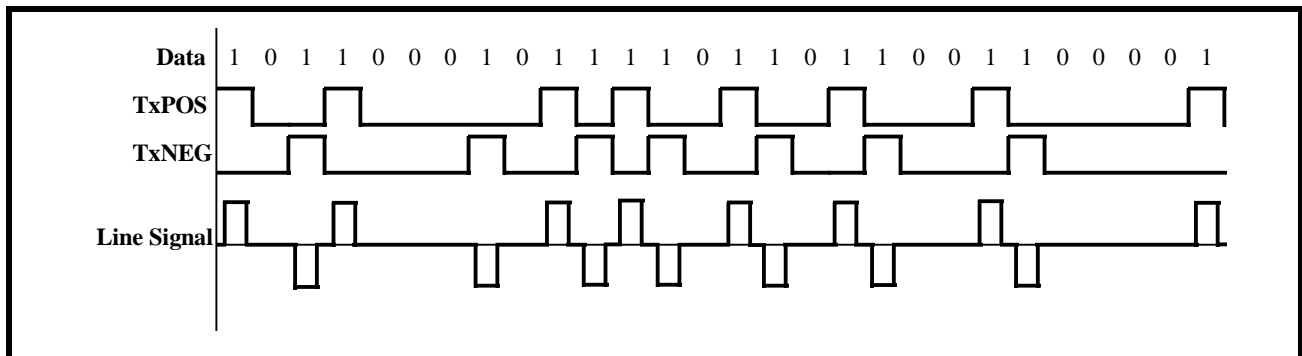 Data 1 0 1 1 0 0 0 1 0 1 1 1 1 0 1 1 0 1 1 0 0 1 1 0 0 0 0 1
TxPOS
TxNEG
Line Signal